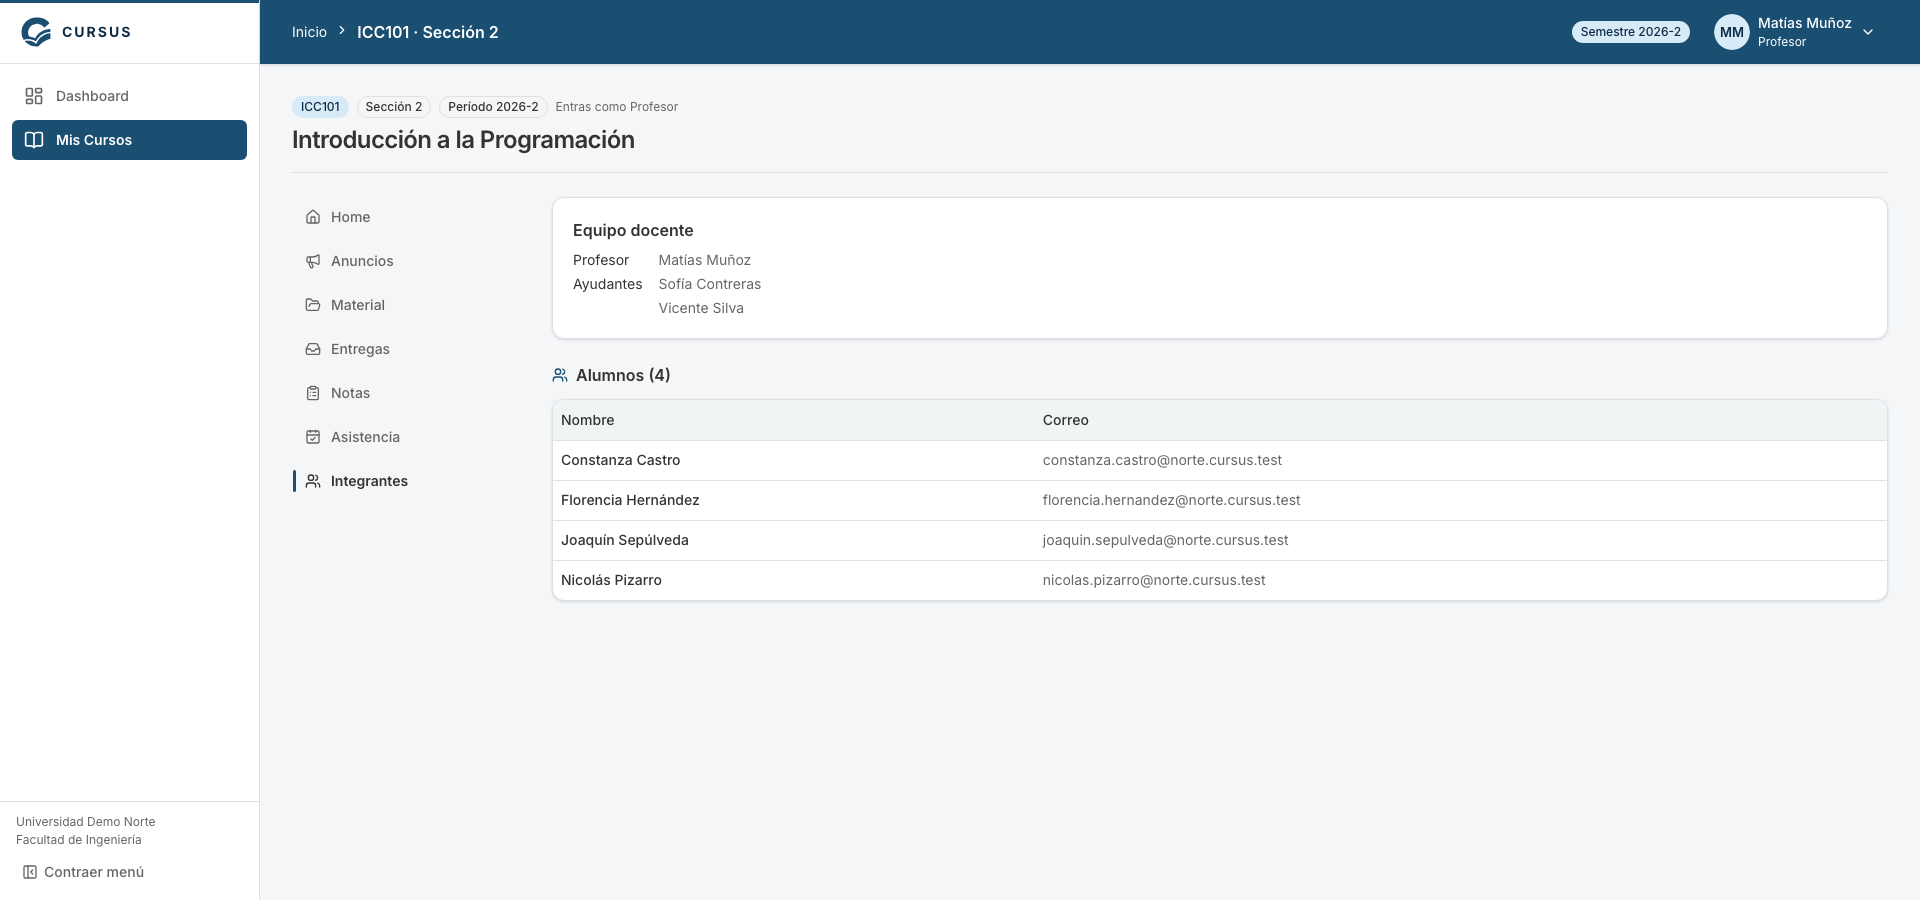 CURSUS
Inicio
ICC101 · Sección 2
Semestre 2026-2
MM
Matías Muñoz
Profesor
Dashboard
Mis Cursos
ICC101
Sección 2
Período 2026-2
Entras como Profesor
Introducción a la Programación
Home
Anuncios
Material
Entregas
Notas
Asistencia
Integrantes
Equipo docente
Profesor Matías Muñoz
Ayudantes Sofía Contreras
Vicente Silva
Alumnos (4)
Nombre Correo
Constanza Castro constanza.castro@norte.cursus.test
Florencia Hernández florencia.hernandez@norte.cursus.test
Joaquín Sepúlveda joaquin.sepulveda@norte.cursus.test
Nicolás Pizarro nicolas.pizarro@norte.cursus.test
Universidad Demo Norte
Facultad de Ingeniería
Contraer menú